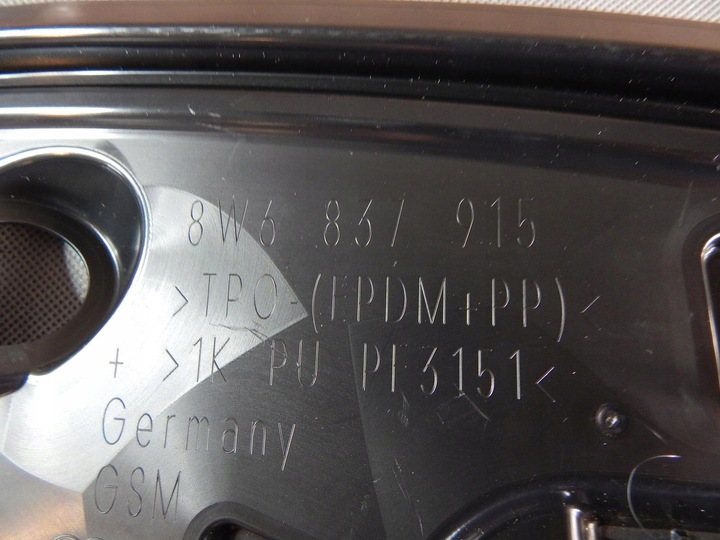 8W6 837 915
>TPO-(EPDM+PP)<
+ >1K PU PF3151<
Germany
GSM